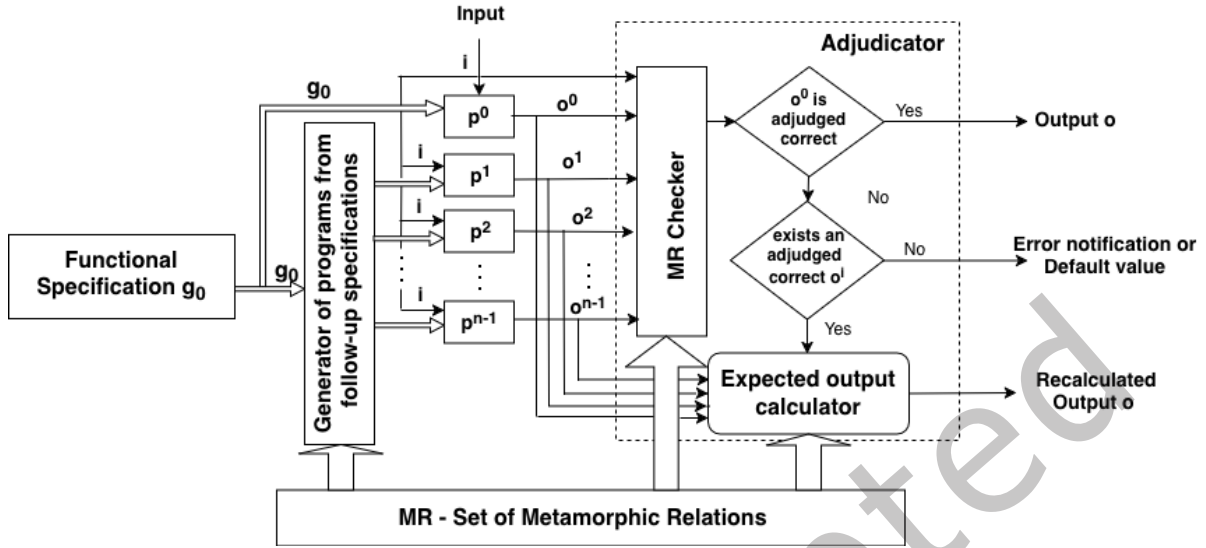 Input
Adjudicator
i
g₀
o⁰
p⁰
o⁰ is
adjudged
correct
Yes
Output o
Generator of programs from
follow-up specifications
i
o¹
p¹
MR Checker
No
i
o²
p²
exists an
adjudged
correct oⁱ
No
Error notification or
Default value
Functional
Specification g₀
g₀
i
oⁿ⁻¹
pⁿ⁻¹
Yes
Expected output
calculator
Recalculated
Output o
MR - Set of Metamorphic Relations